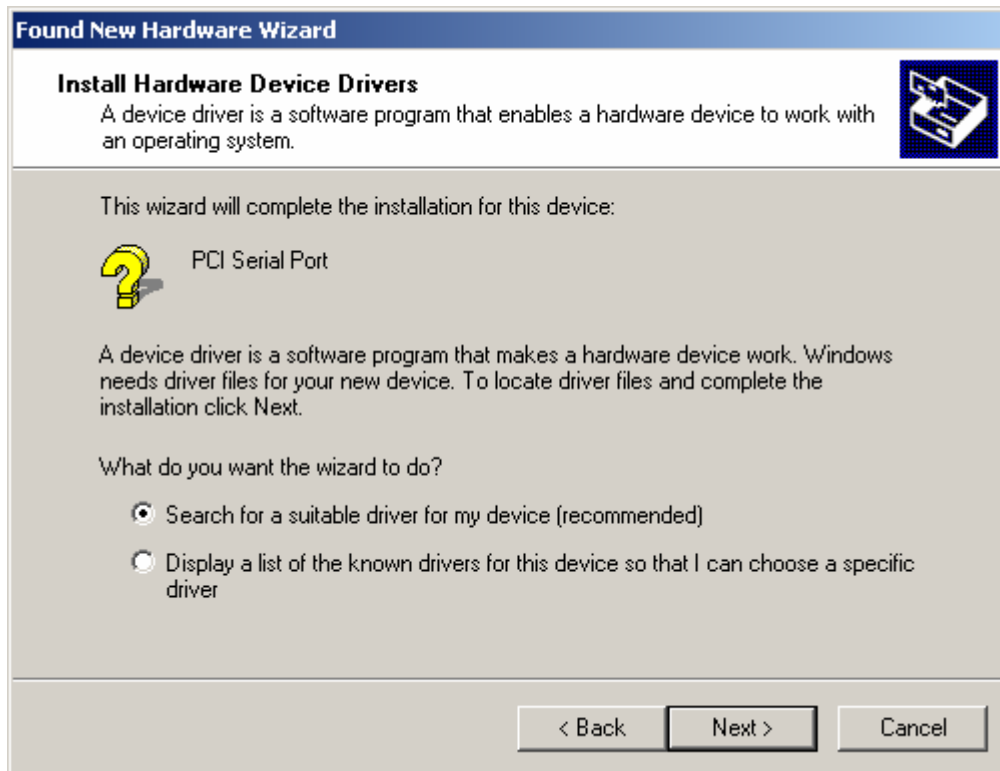 Found New Hardware Wizard
Install Hardware Device Drivers
A device driver is a software program that enables a hardware device to work with
an operating system.
This wizard will complete the installation for this device:
PCI Serial Port
A device driver is a software program that makes a hardware device work. Windows
needs driver files for your new device. To locate driver files and complete the
installation click Next.
What do you want the wizard to do?
Search for a suitable driver for my device (recommended)
Display a list of the known drivers for this device so that I can choose a specific
driver
< Back Next > Cancel